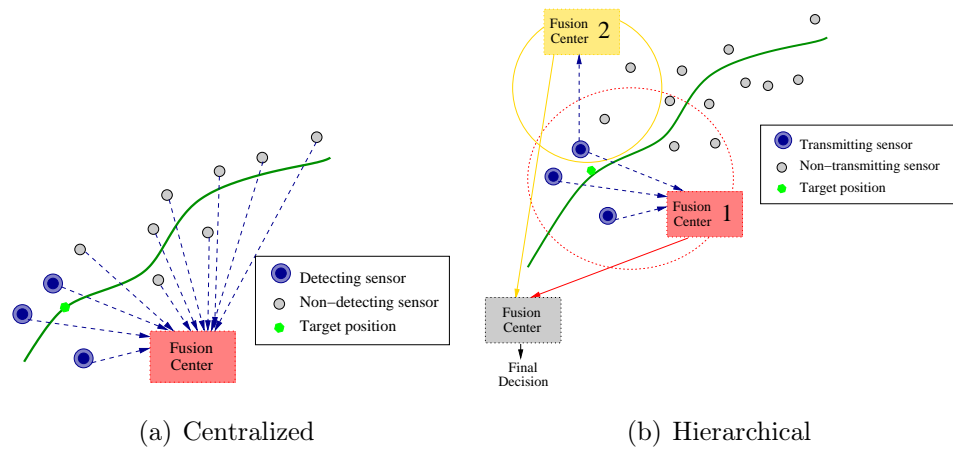 Detecting sensor
Non-detecting sensor
Target position
Fusion
Center
(a) Centralized
Fusion
Center 2
Transmitting sensor
Non-transmitting sensor
Target position
Fusion
Center 1
Fusion
Center
Final
Decision
(b) Hierarchical